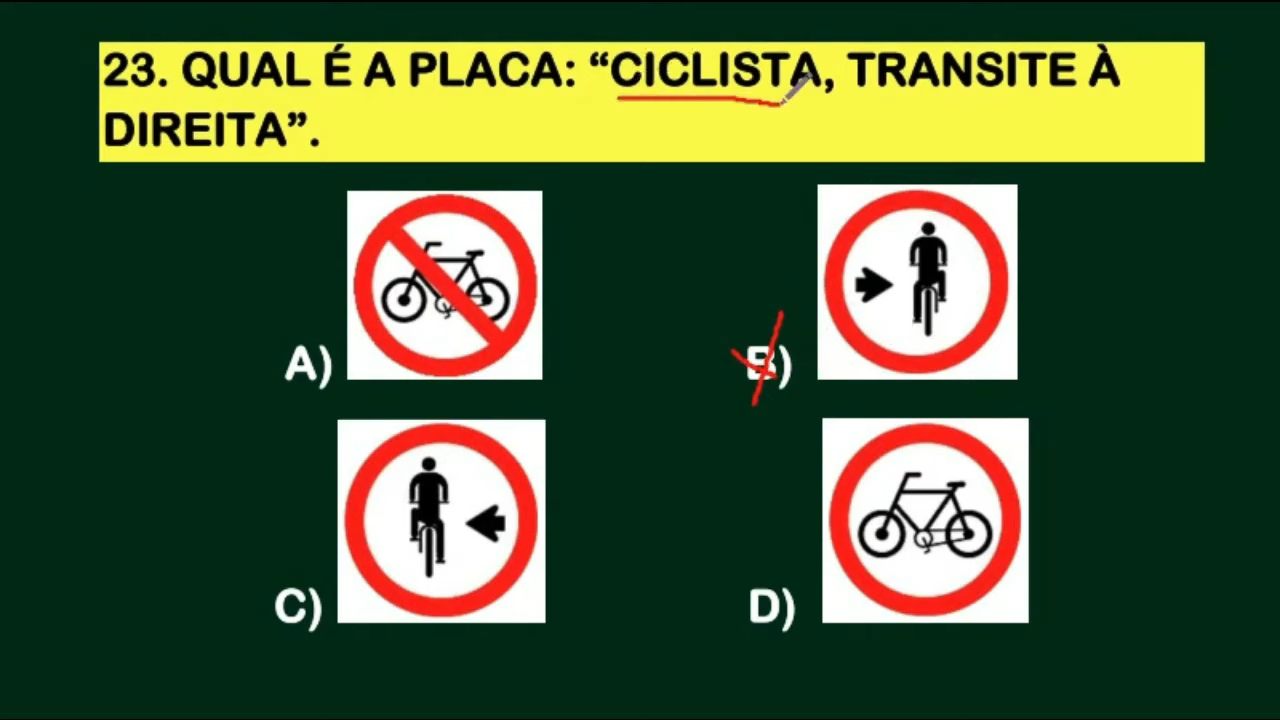 23. QUAL É A PLACA: “CICLISTA, TRANSITE À
DIREITA”.
A)
B)
C)
D)